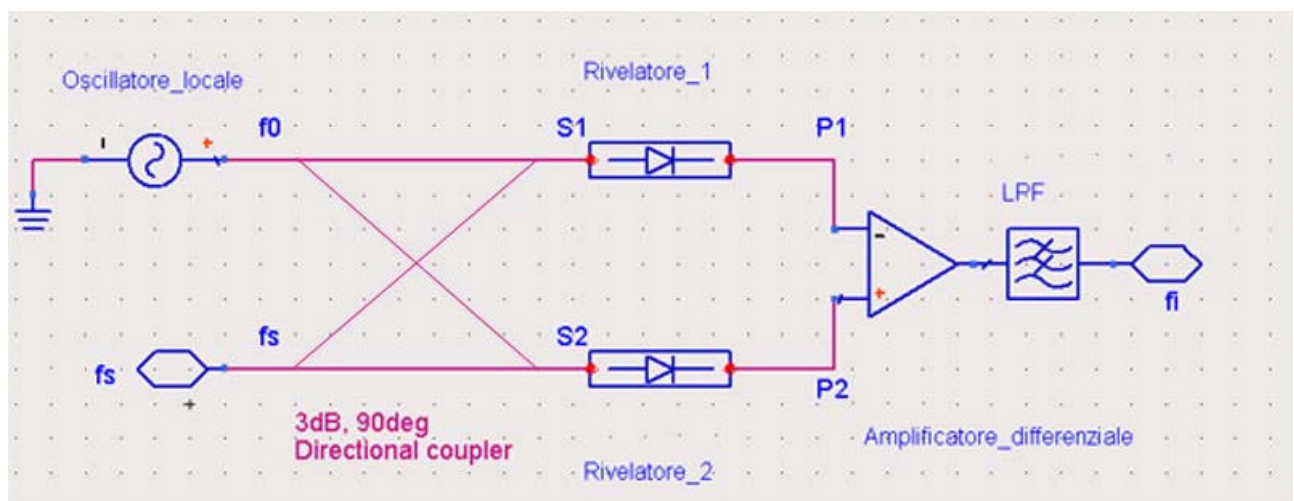 Oscillatore_locale
Rivelatore_1
f0
S1
P1
LPF
fs
S2
fs
fi
P2
3dB, 90deg
Directional coupler
Amplificatore_differenziale
Rivelatore_2